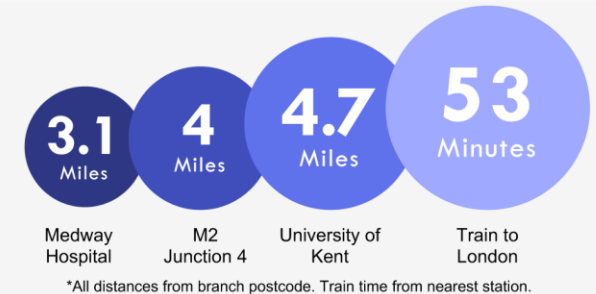 3.1
Miles
4
Miles
4.7
Miles
53
Minutes
Medway
Hospital
M2
Junction 4
University of
Kent
Train to
London
*All distances from branch postcode. Train time from nearest station.